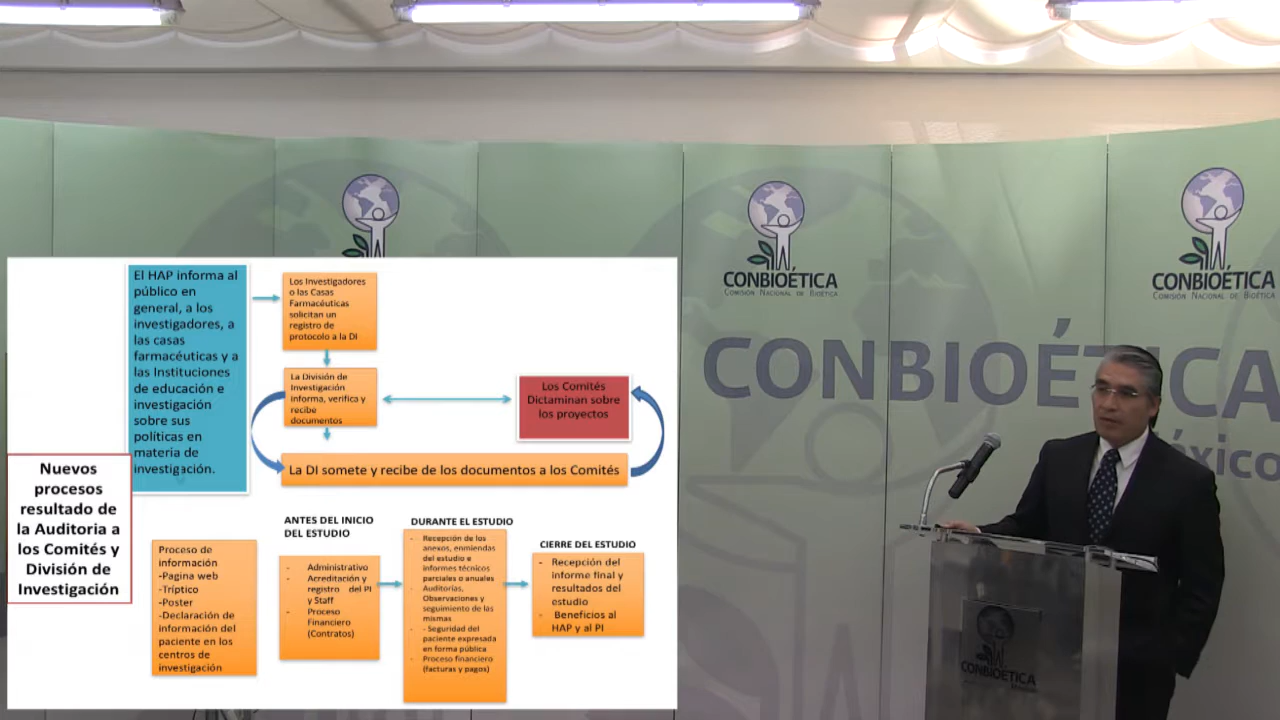 El HAP informa al
público en
general, a los
investigadores, a
las casas
farmacéuticas y a
las Instituciones
de educación e
investigación
sobre sus
políticas en
materia de
investigación.
Los Investigadores
o las Casas
Farmacéuticas
solicitan un
registro de
protocolo a la DI
La División de
Investigación
informa, verifica y
recibe
documentos
Los Comités
Dictaminan sobre
los proyectos
La DI somete y recibe de los documentos a los Comités
Nuevos
procesos
resultado de
la Auditoria a
los Comités y
División de
Investigación
Proceso de
información
-Pagina web
-Tríptico
-Poster
-Declaración de
información del
paciente en los
centros de
investigación
ANTES DEL INICIO
DEL ESTUDIO
- Administrativo
- Acreditación y
registro del PI
y Staff
- Proceso
Financiero
(Contratos)
DURANTE EL ESTUDIO
- Recepción de los
anexos, enmiendas
del estudio e
informes técnicos
parciales o anuales
- Auditorías,
Observaciones y
seguimiento de las
mismas
- - Seguridad del
paciente expresada
en forma pública
- Proceso financiero
(facturas y pagos)
CIERRE DEL ESTUDIO
- Recepción del
informe final y
resultados del
estudio
- Beneficios al
HAP y al PI
CONBIOÉTICA
COMISIÓN NACIONAL DE BIOÉTICA
CONBIOÉTICA
COMISIÓN NACIONAL DE BIOÉTICA
CONBIOÉTICA
México
CONBIOÉTICA